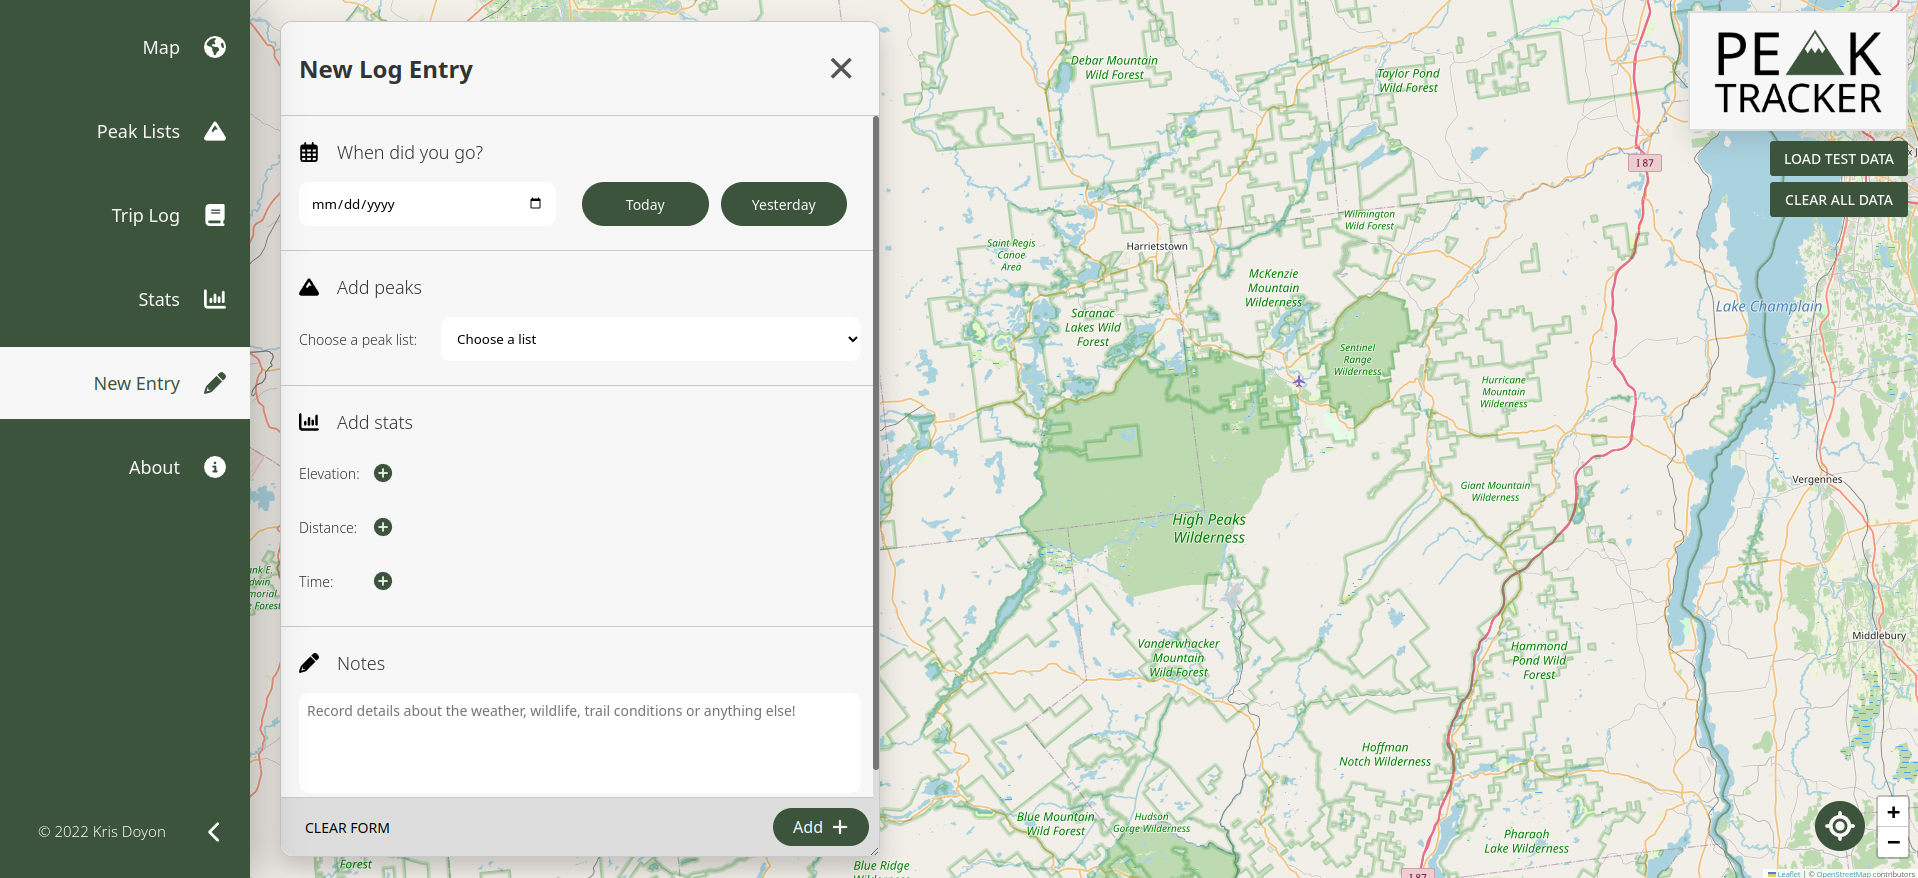 Map
Peak Lists
Trip Log
Stats
New Entry
About
© 2022 Kris Doyon
New Log Entry
When did you go?
mm/dd/yyyy
Today
Yesterday
Add peaks
Choose a peak list:
Choose a list
Add stats
Elevation:
Distance:
Time:
Notes
Record details about the weather, wildlife, trail conditions or anything else!
CLEAR FORM
Add
PEAK
TRACKER
LOAD TEST DATA
CLEAR ALL DATA
Debar Mountain
Wild Forest
Taylor Pond
Wild Forest
I 87
Wilmington
Wild Forest
Saint Regis
Canoe
Area
Harrietstown
McKenzie
Mountain
Wilderness
Lake Champlain
Saranac
Lakes Wild
Forest
Sentinel
Range
Wilderness
Hurricane
Mountain
Wilderness
Giant Mountain
Wilderness
Vergennes
High Peaks
Wilderness
Vanderwhacker
Mountain
Wild Forest
Hammond
Pond Wild
Forest
Middlebury
Hoffman
Notch Wilderness
Blue Mountain
Wild Forest
Hudson
Gorge Wilderness
Pharaoh
Lake Wilderness
Forest
Blue Ridge
I 87
+
−
Leaflet | © OpenStreetMap contributors